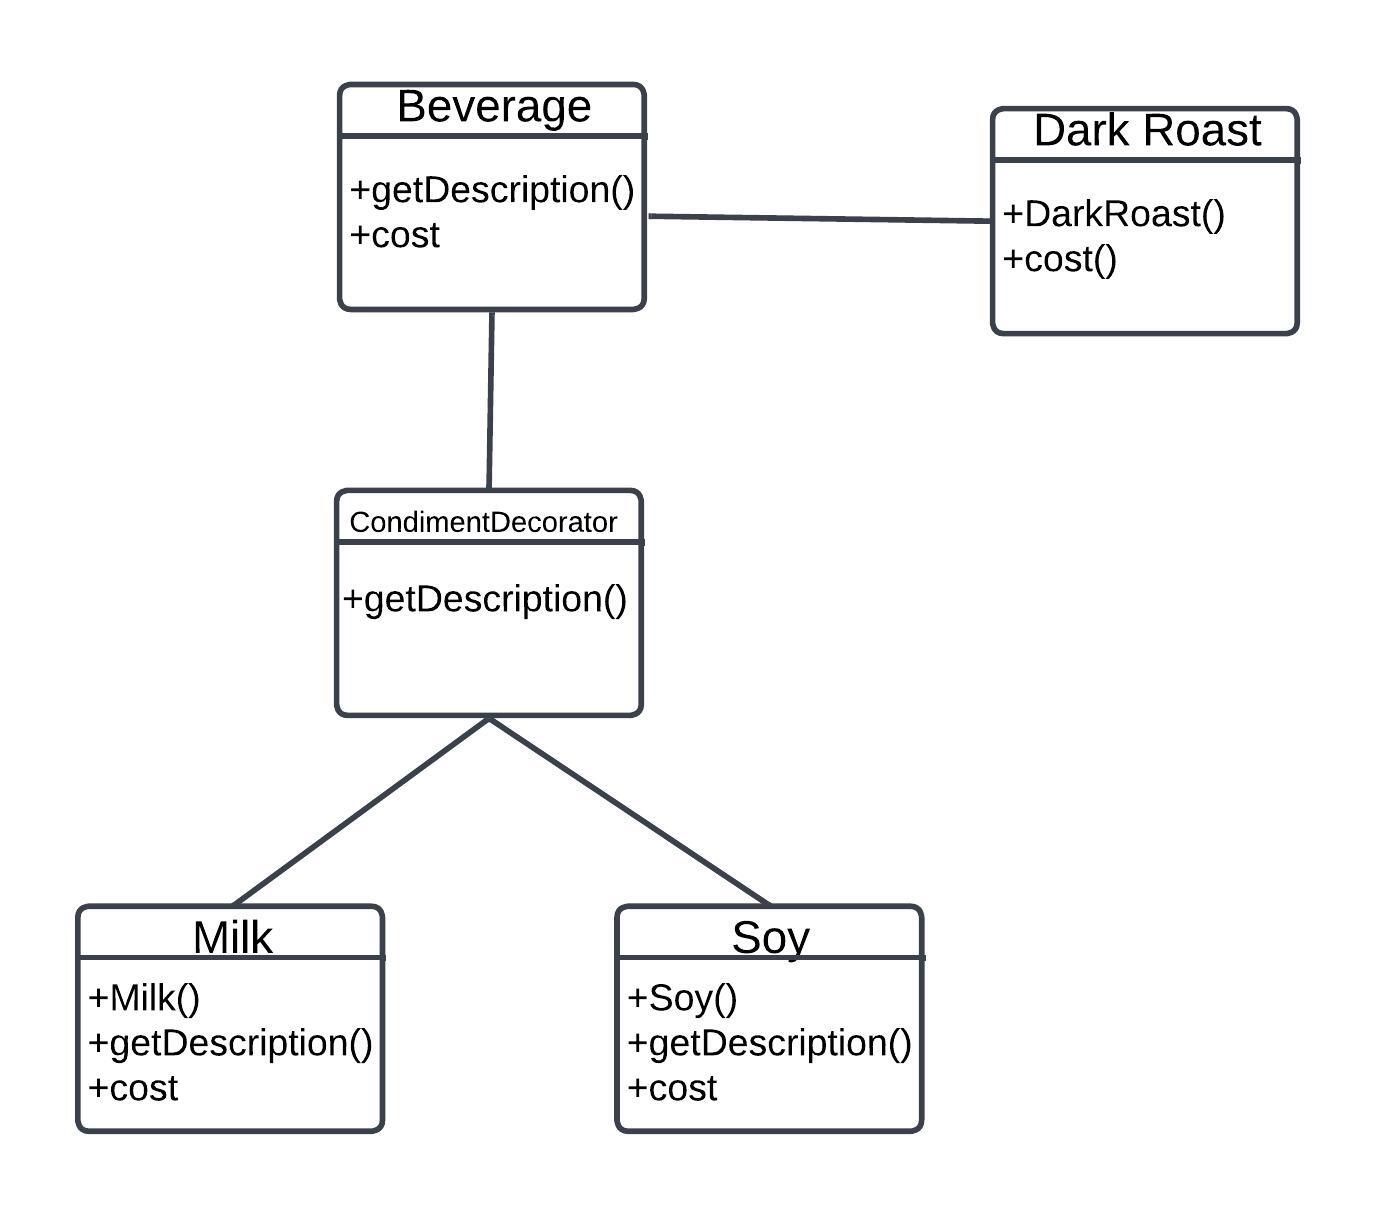 Beverage
+getDescription()
+cost
Dark Roast
+DarkRoast()
+cost()
CondimentDecorator
+getDescription()
Milk
+Milk()
+getDescription()
+cost
Soy
+Soy()
+getDescription()
+cost